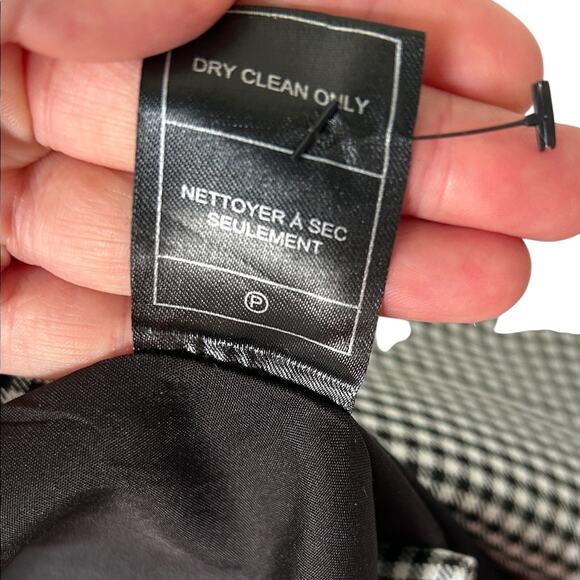 DRY CLEAN ONLY
NETTOYER À SEC
SEULEMENT
P